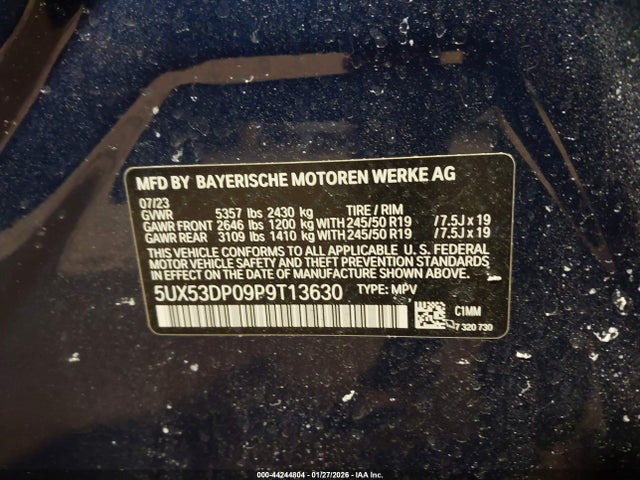 MFD BY BAYERISCHE MOTOREN WERKE AG
07/23
GVWR 5357 lbs 2430 kg TIRE / RIM
GAWR FRONT 2646 lbs 1200 kg WITH 245/50 R19 / 7.5J x 19
GAWR REAR 3109 lbs 1410 kg WITH 245/50 R19 / 7.5J x 19
THIS VEHICLE CONFORMS TO ALL APPLICABLE U. S. FEDERAL
MOTOR VEHICLE SAFETY AND THEFT PREVENTION STANDARDS
IN EFFECT ON THE DATE OF MANUFACTURE SHOWN ABOVE.
5UX53DP09P9T13630 TYPE: MPV
C1MM
7 320 730
000-44244804 | 01/27/2026 - IAA Inc.